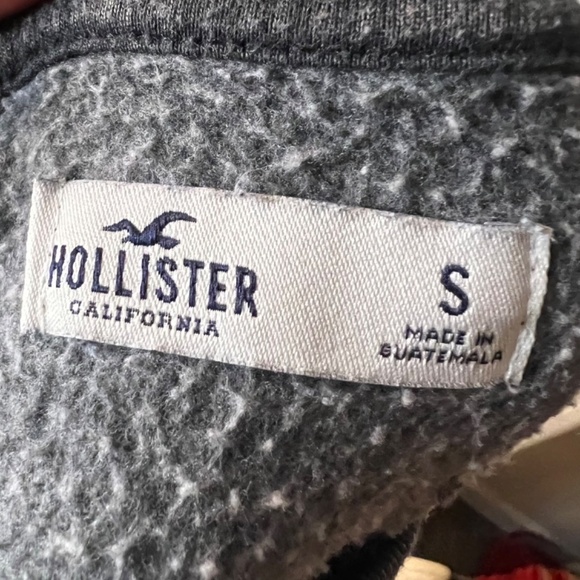 HOLLISTER
CALIFORNIA
S
MADE IN
GUATEMALA